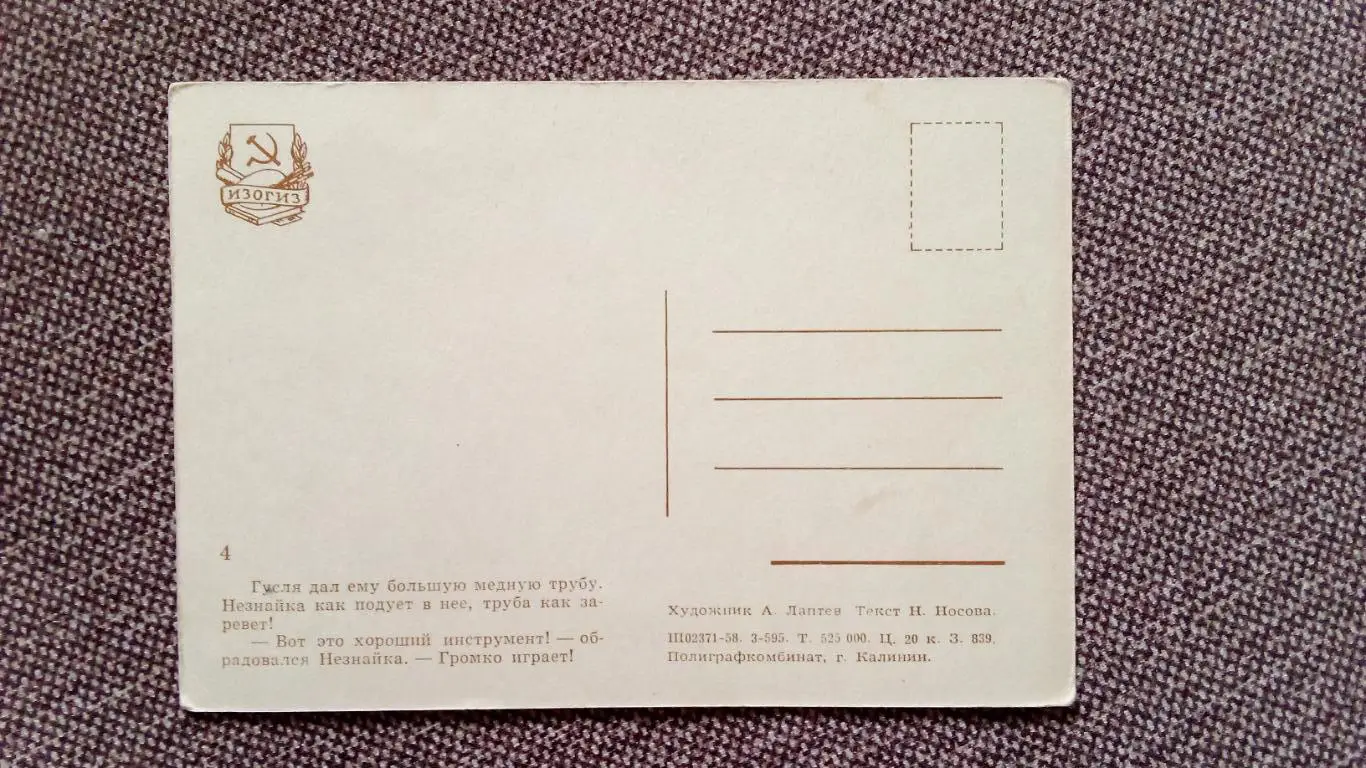 ИЗОГИЗ
4
Гусля дал ему большую медную трубу.
Незнайка как подует в нее, труба как за-
ревет!
— Вот это хороший инструмент! — об-
радовался Незнайка. — Громко играет!
Художник А. Лаптев Текст Н. Носова.
Ш02371-58. 3-595. Т. 525 000. Ц. 20 к. З. 839.
Полиграфкомбинат, г. Калинин.